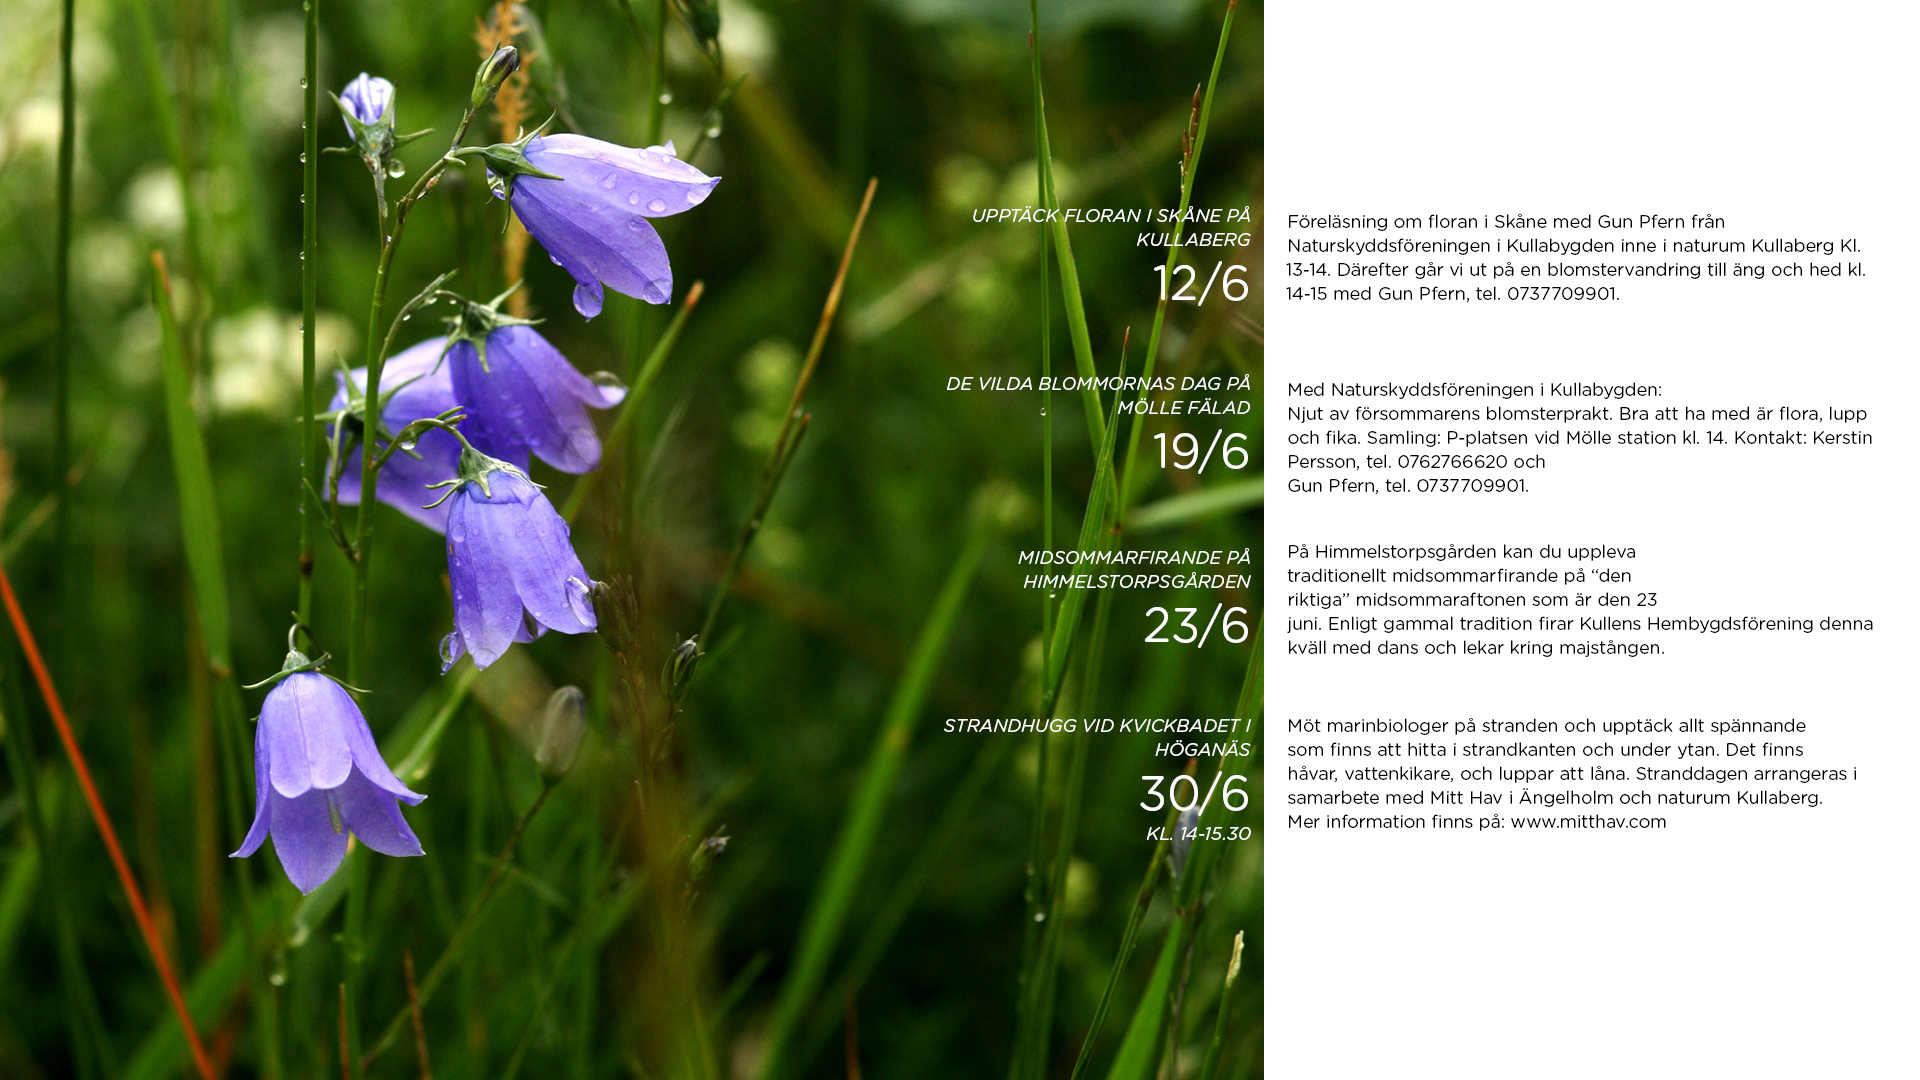 UPPTÄCK FLORAN I SKÅNE PÅ
KULLABERG
12/6
Föreläsning om floran i Skåne med Gun Pfern från
Naturskyddsföreningen i Kullabygden inne i naturum Kullaberg Kl.
13-14. Därefter går vi ut på en blomstervandring till äng och hed kl.
14-15 med Gun Pfern, tel. 0737709901.
DE VILDA BLOMMORNAS DAG PÅ
MÖLLE FÄLAD
19/6
Med Naturskyddsföreningen i Kullabygden:
Njut av försommarens blomsterprakt. Bra att ha med är flora, lupp
och fika. Samling: P-platsen vid Mölle station kl. 14. Kontakt: Kerstin
Persson, tel. 0762766620 och
Gun Pfern, tel. 0737709901.
MIDSOMMARFIRANDE PÅ
HIMMELSTORPSGÅRDEN
23/6
På Himmelstorpsgården kan du uppleva
traditionellt midsommarfirande på “den
riktiga” midsommaraftonen som är den 23
juni. Enligt gammal tradition firar Kullens Hembygdsförening denna
kväll med dans och lekar kring majstången.
STRANDHUGG VID KVICKBADET I
HÖGANÄS
30/6
KL. 14-15.30
Möt marinbiologer på stranden och upptäck allt spännande
som finns att hitta i strandkanten och under ytan. Det finns
håvar, vattenkikare, och luppar att låna. Stranddagen arrangeras i
samarbete med Mitt Hav i Ängelholm och naturum Kullaberg.
Mer information finns på: www.mitthav.com